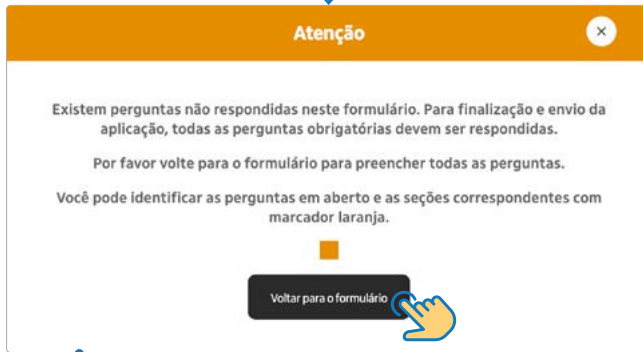 Atenção
Existem perguntas não respondidas neste formulário. Para finalização e envio da
aplicação, todas as perguntas obrigatórias devem ser respondidas.
Por favor volte para o formulário para preencher todas as perguntas.
Você pode identificar as perguntas em aberto e as seções correspondentes com
marcador laranja.
Voltar para o formulário